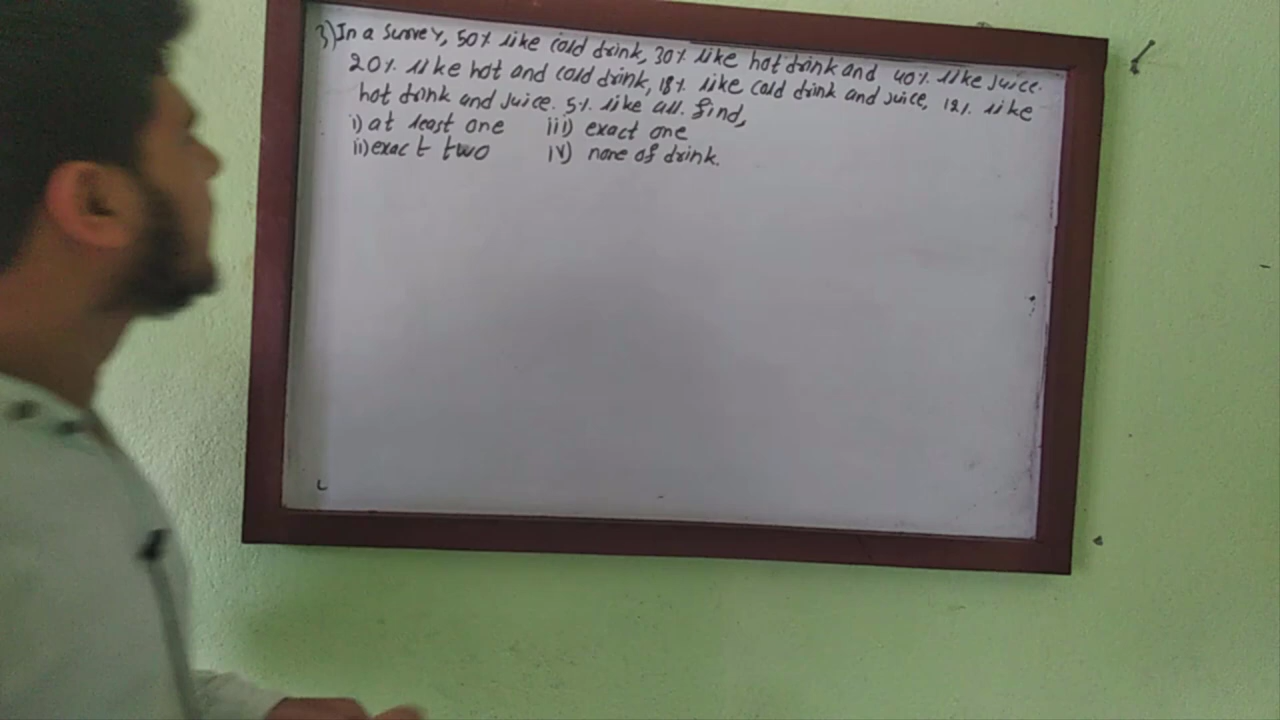 3) In a survey, 50% like cold drink, 30% like hot drink and 40% like juice.
20% like hot and cold drink, 18% like cold drink and juice, 12% like
hot drink and juice. 5% like all. find,
i) at least one iii) exact one
ii) exact two iv) none of drink.